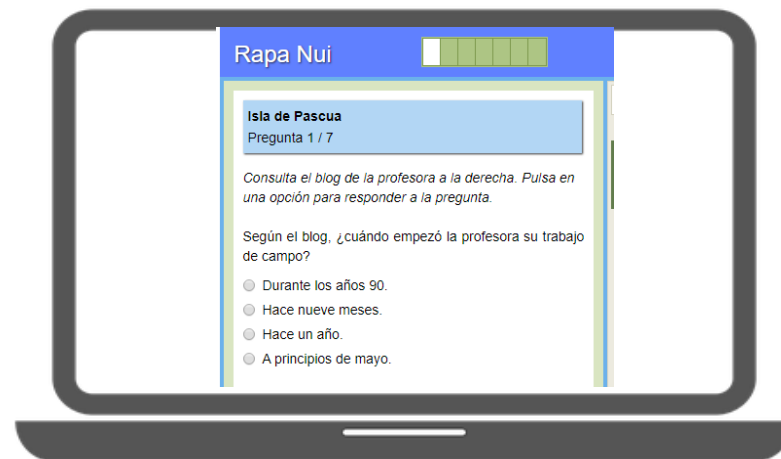 Rapa Nui
Isla de Pascua
Pregunta 1 / 7
Consulta el blog de la profesora a la derecha. Pulsa en
una opción para responder a la pregunta.
Según el blog, ¿cuándo empezó la profesora su trabajo
de campo?
Durante los años 90.
Hace nueve meses.
Hace un año.
A principios de mayo.